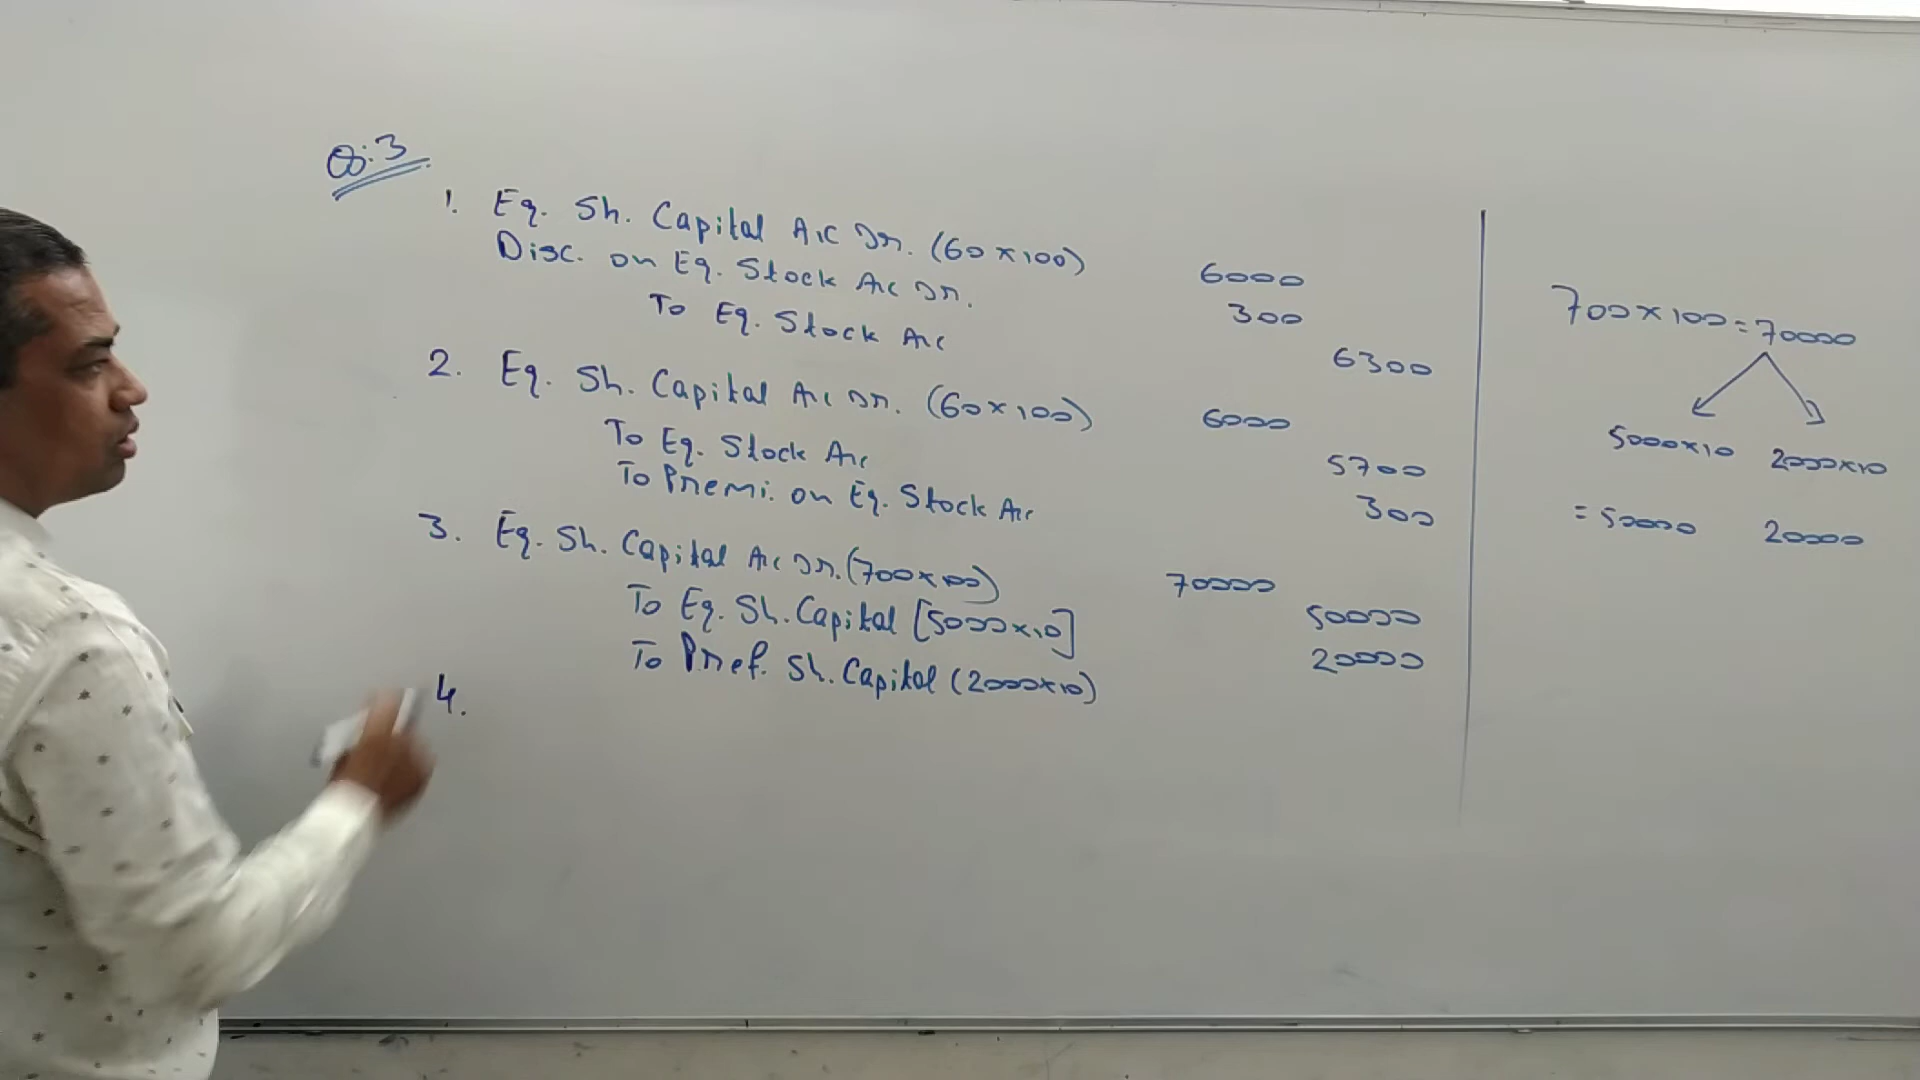 Q:3
1. Eq. Sh. Capital A/c Dr. (60×100) 6000
Disc. on Eq. Stock A/c Dr. 300
To Eq. Stock A/c 6300
2. Eq. Sh. Capital A/c Dr. (60×100) 6000
To Eq. Stock A/c 5700
To Premi. on Eq. Stock A/c 300
3. Eq. Sh. Capital A/c Dr. (700×100) 70000
To Eq. Sh. Capital [5000×10] 50000
To Pref. Sh. Capital (2000×10) 20000
4.
700×100=70000
5000×10 2000×10
=50000 20000